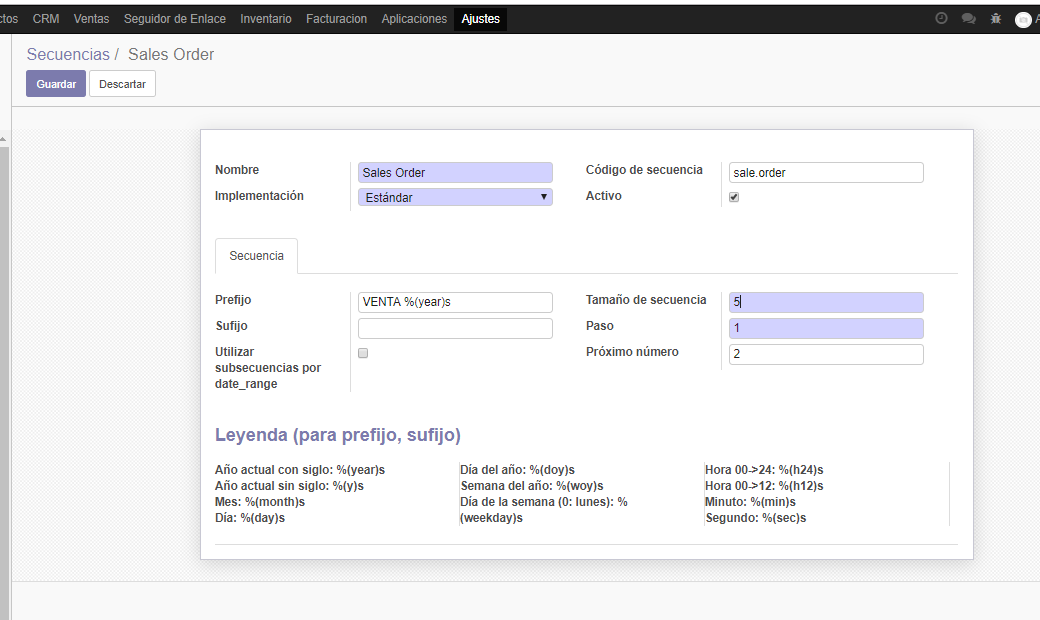 ctos CRM Ventas Seguidor de Enlace Inventario Facturacion Aplicaciones Ajustes
Secuencias / Sales Order
Guardar Descartar
Nombre Sales Order Código de secuencia sale.order
Implementación Estándar Activo
Secuencia
Prefijo VENTA %(year)s Tamaño de secuencia 5
Sufijo Paso 1
Utilizar Próximo número 2
subsecuencias por
date_range
Leyenda (para prefijo, sufijo)
Año actual con siglo: %(year)s Día del año: %(doy)s Hora 00->24: %(h24)s
Año actual sin siglo: %(y)s Semana del año: %(woy)s Hora 00->12: %(h12)s
Mes: %(month)s Día de la semana (0: lunes): % Minuto: %(min)s
Día: %(day)s (weekday)s Segundo: %(sec)s